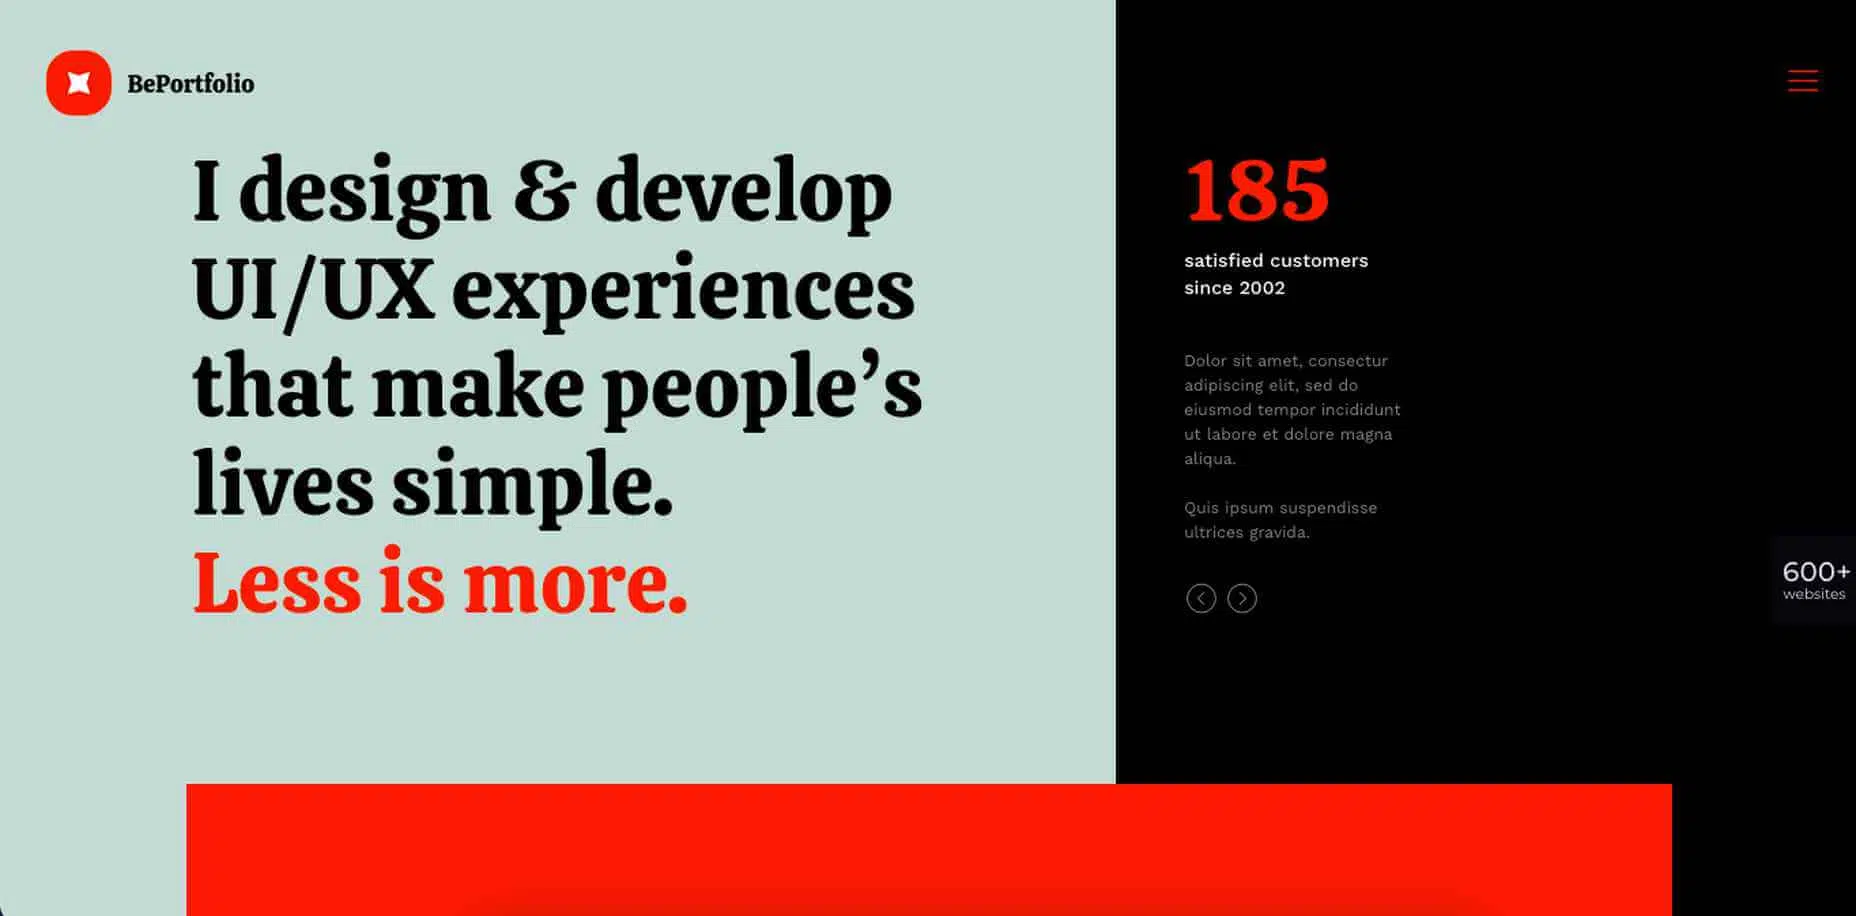 BePortfolio
I design & develop
UI/UX experiences
that make people’s
lives simple.
Less is more.
185
satisfied customers
since 2002
Dolor sit amet, consectur
adipiscing elit, sed do
eiusmod tempor incididunt
ut labore et dolore magna
aliqua.
Quis ipsum suspendisse
ultrices gravida.
600+
websites